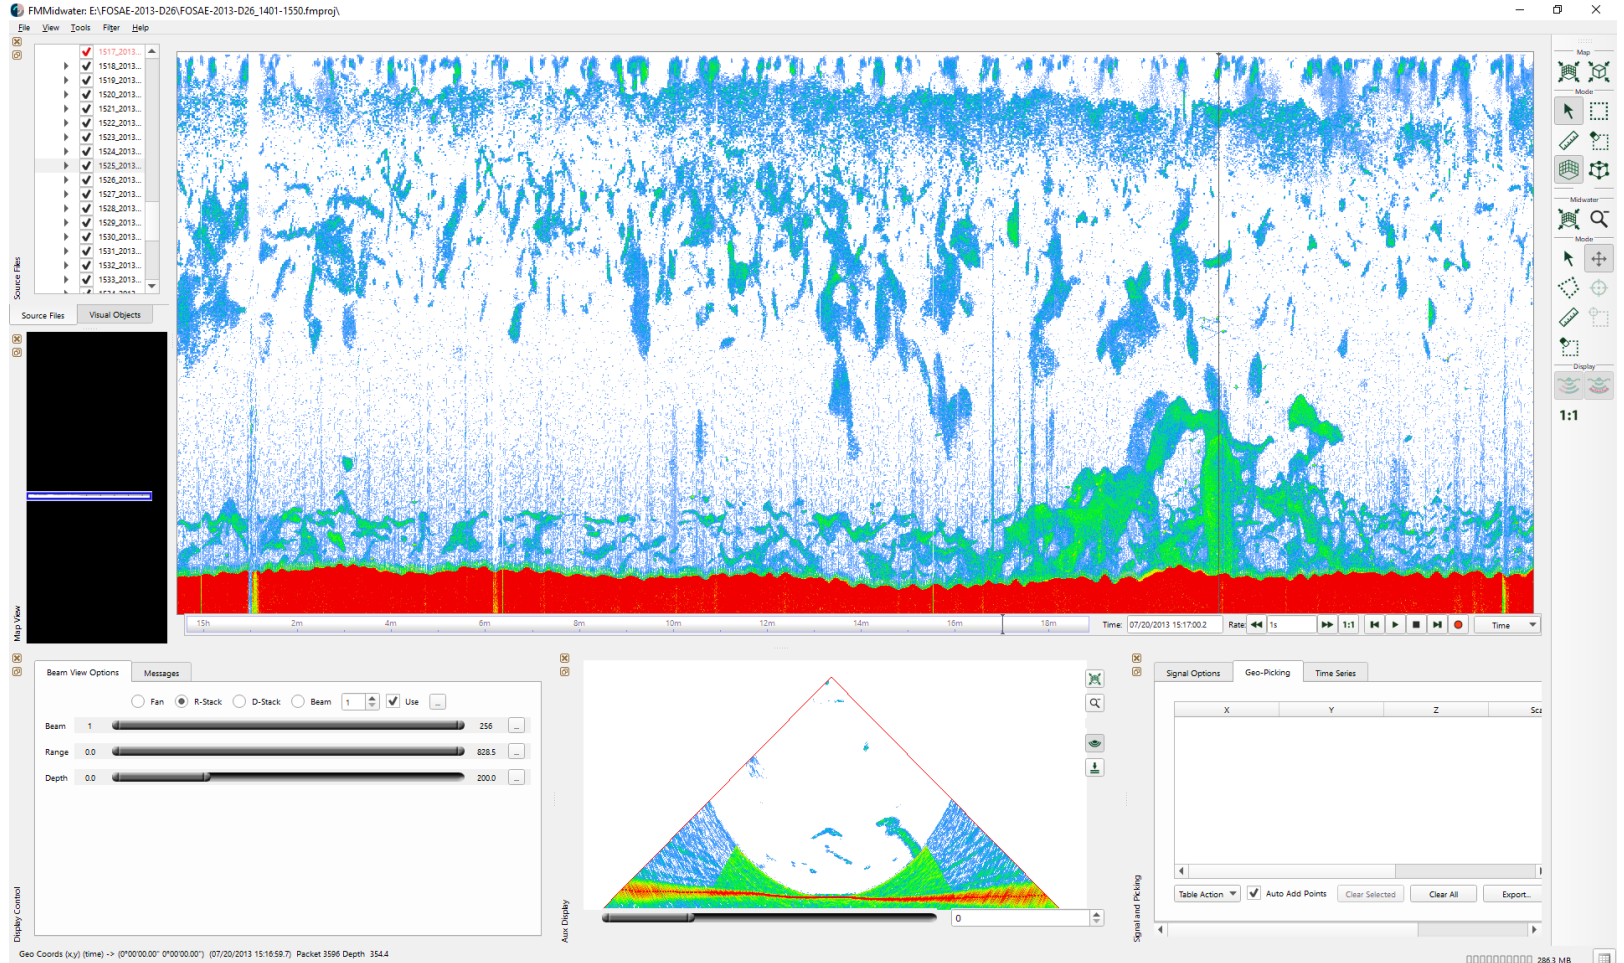 FMMidwater: E:\FOSAE-2013-D26\FOSAE-2013-D26_1401-1550.fmproj\
File View Tools Filter Help
1517_2013...
1518_2013...
1519_2013...
1520_2013...
1521_2013...
1522_2013...
1523_2013...
1524_2013...
1525_2013...
1526_2013...
1527_2013...
1528_2013...
1529_2013...
1530_2013...
1531_2013...
1532_2013...
1533_2013...
Source Files
Source Files Visual Objects
Map View
15h 2m 4m 6m 8m 10m 12m 14m 16m 18m
Time: 07/20/2013 15:17:00.2 Rate: 1s 1:1 Time
Map
Mode
Midwater
Mode
Display
1:1
Beam View Options Messages
Fan R-Stack D-Stack Beam 1 Use ...
Beam 1 256 ...
Range 0.0 828.5 ...
Depth 0.0 200.0 ...
Display Control
Aux Display
0
Signal and Picking
Signal Options Geo-Picking Time Series
X Y Z Sca
Table Action Auto Add Points Clear Selected Clear All Export...
Geo Coords (x,y) (time) -> (0°00'00.00" 0°00'00.00") (07/20/2013 15:16:59.7) Packet 3596 Depth 354.4
286.3 MB